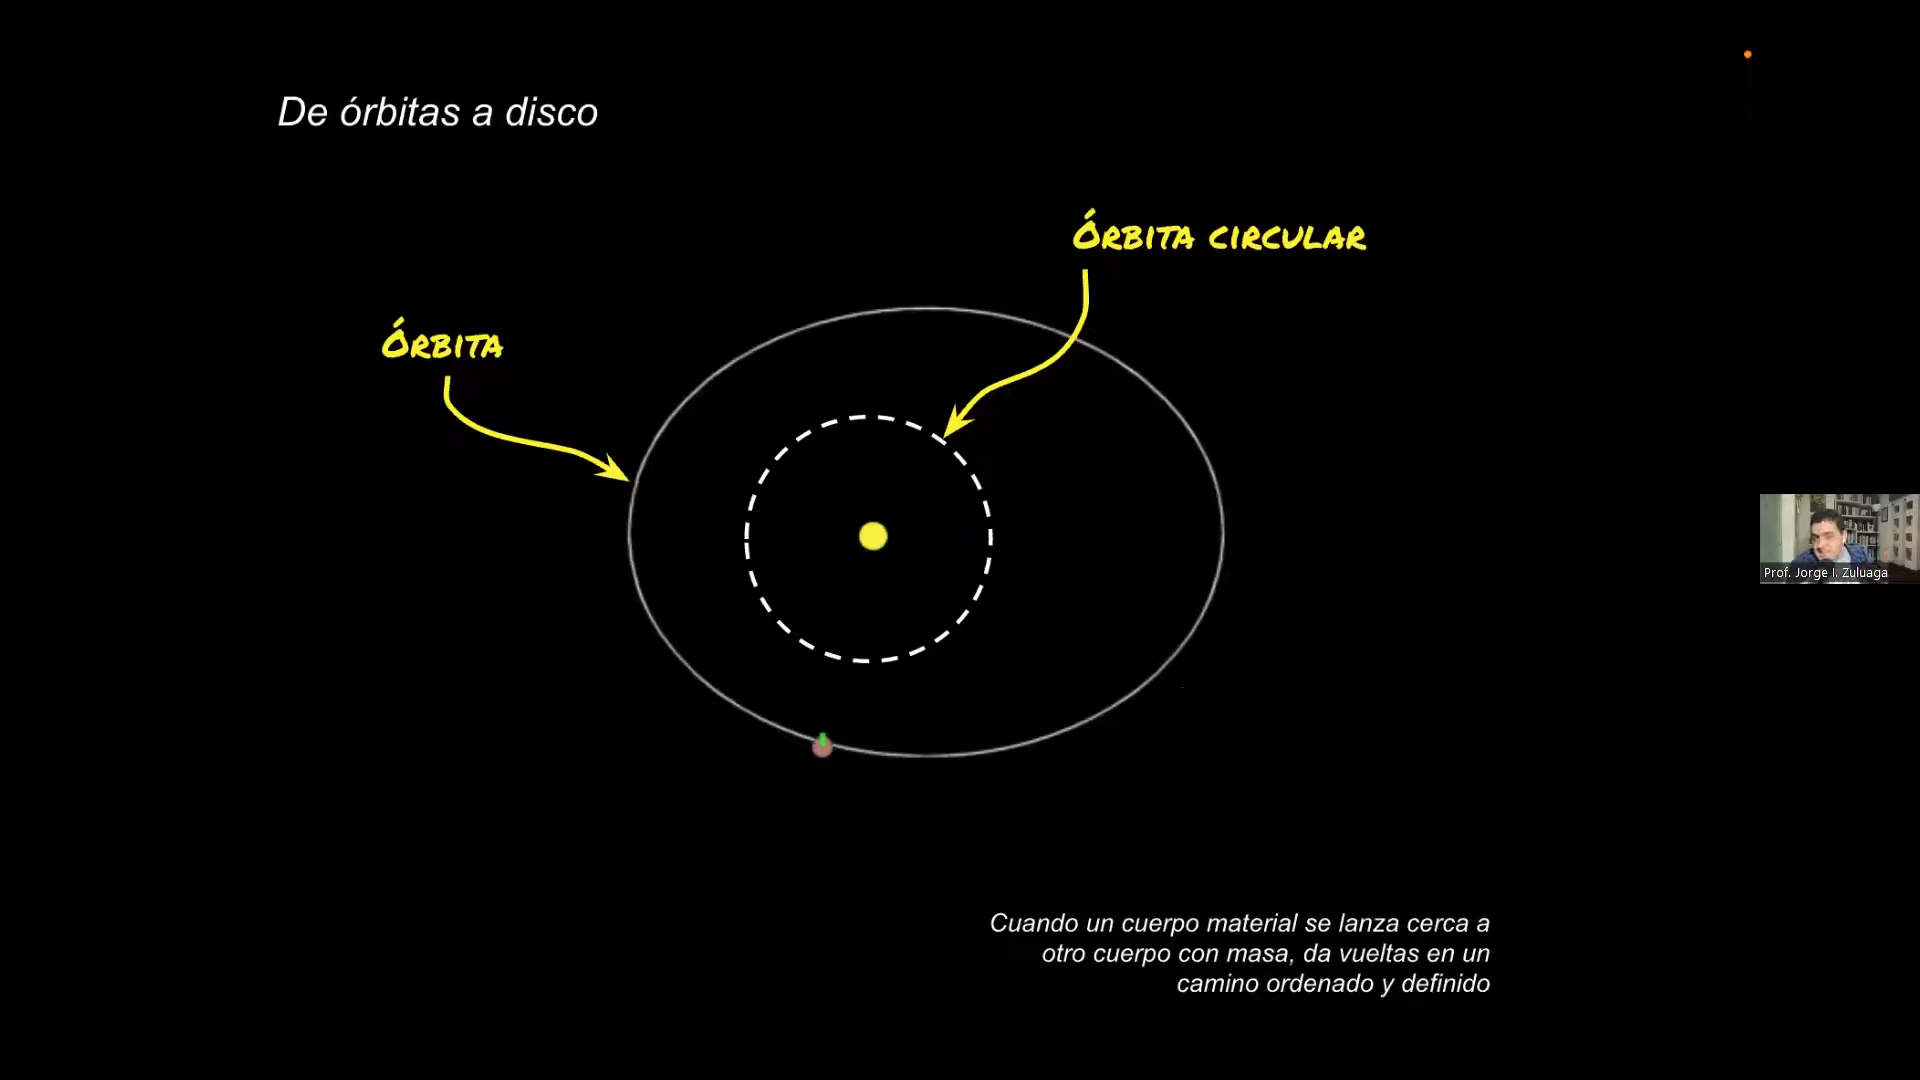 De órbitas a disco
Órbita circular
Órbita
Prof. Jorge I. Zuluaga
Cuando un cuerpo material se lanza cerca a
otro cuerpo con masa, da vueltas en un
camino ordenado y definido